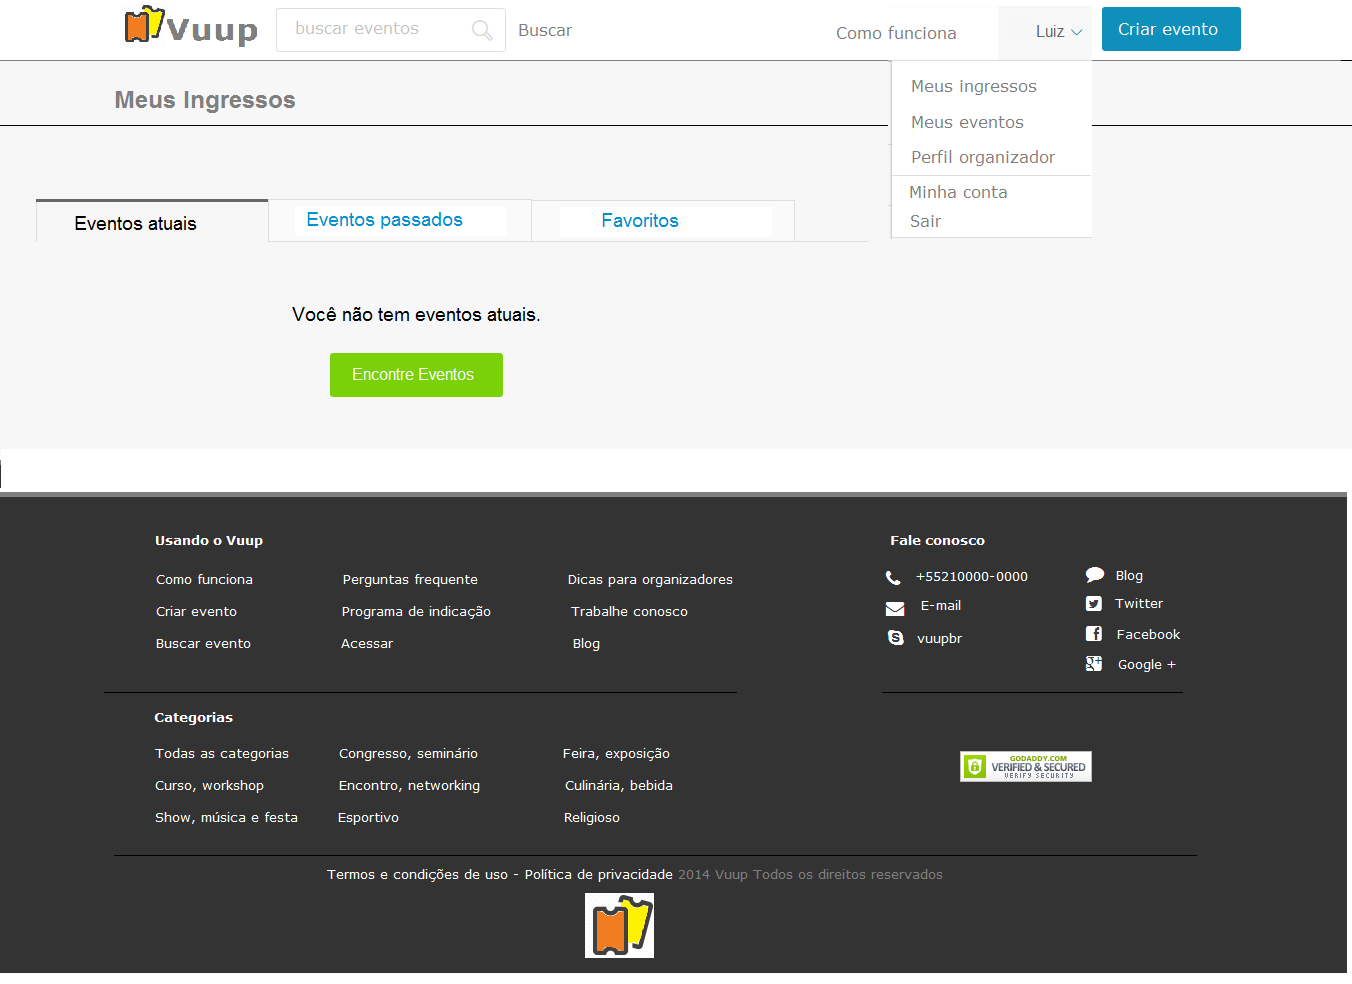 Vuup
buscar eventos
Buscar
Como funciona
Luiz
Criar evento
Meus Ingressos
Meus ingressos
Meus eventos
Perfil organizador
Minha conta
Sair
Eventos atuais
Eventos passados
Favoritos
Você não tem eventos atuais.
Encontre Eventos
Usando o Vuup
Como funciona
Perguntas frequente
Dicas para organizadores
Criar evento
Programa de indicação
Trabalhe conosco
Buscar evento
Acessar
Blog
Fale conosco
+55210000-0000
E-mail
vuupbr
Blog
Twitter
Facebook
Google +
Categorias
Todas as categorias
Congresso, seminário
Feira, exposição
Curso, workshop
Encontro, networking
Culinária, bebida
Show, música e festa
Esportivo
Religioso
GODADDY.COM
VERIFIED & SECURED
VERIFY SECURITY
Termos e condições de uso - Política de privacidade 2014 Vuup Todos os direitos reservados